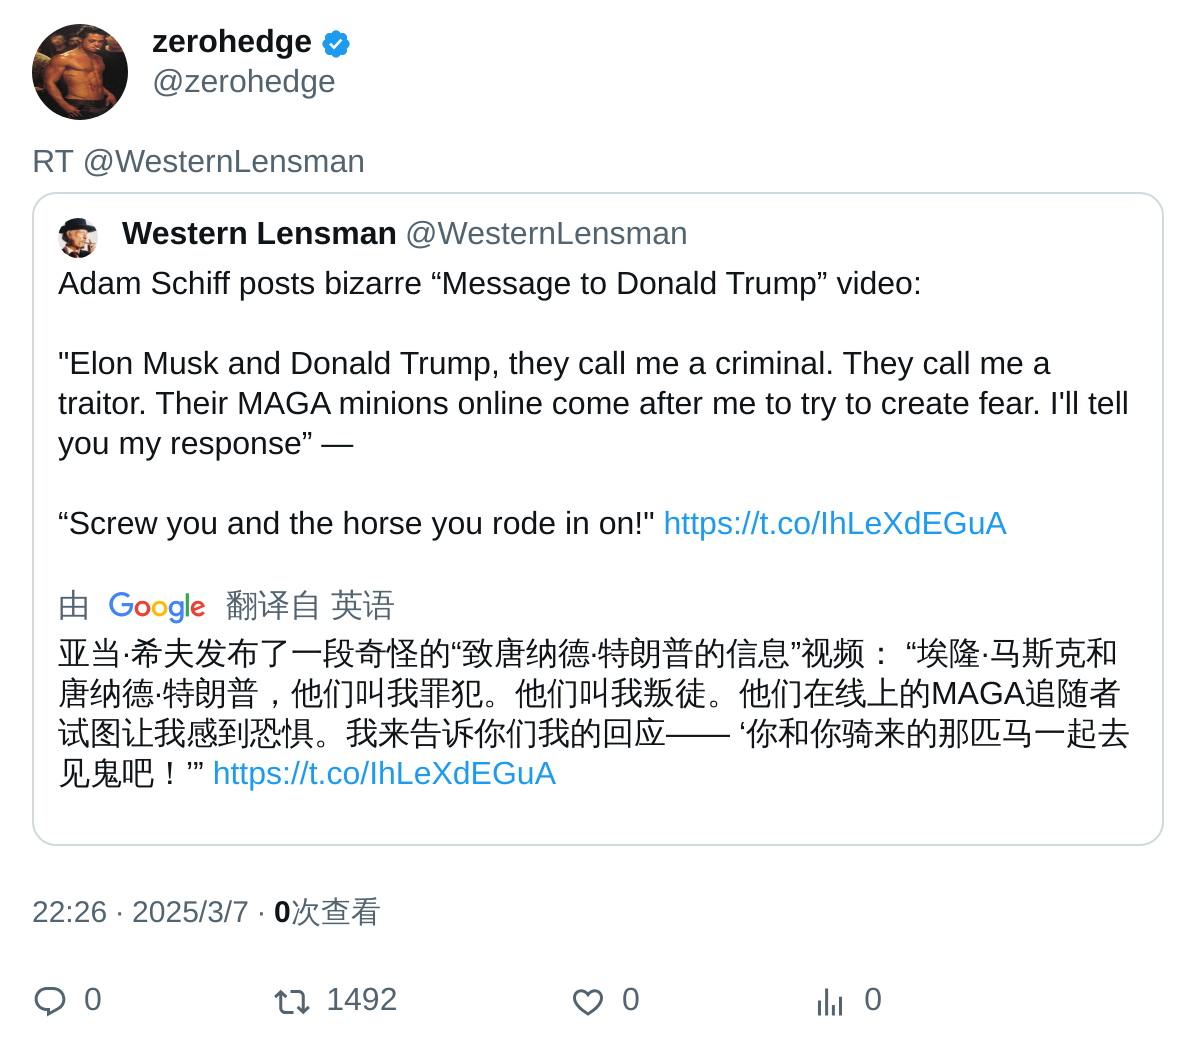 zerohedge
@zerohedge
RT @WesternLensman
Western Lensman @WesternLensman
Adam Schiff posts bizarre “Message to Donald Trump” video:
"Elon Musk and Donald Trump, they call me a criminal. They call me a
traitor. Their MAGA minions online come after me to try to create fear. I'll tell
you my response” —
“Screw you and the horse you rode in on!" https://t.co/IhLeXdEGuA
由 Google 翻译自 英语
亚当·希夫发布了一段奇怪的“致唐纳德·特朗普的信息”视频： “埃隆·马斯克和
唐纳德·特朗普，他们叫我罪犯。他们叫我叛徒。他们在线上的MAGA追随者
试图让我感到恐惧。我来告诉你们我的回应—— ‘你和你骑来的那匹马一起去
见鬼吧！’” https://t.co/IhLeXdEGuA
22:26 · 2025/3/7 · 0次查看
0 1492 0 0